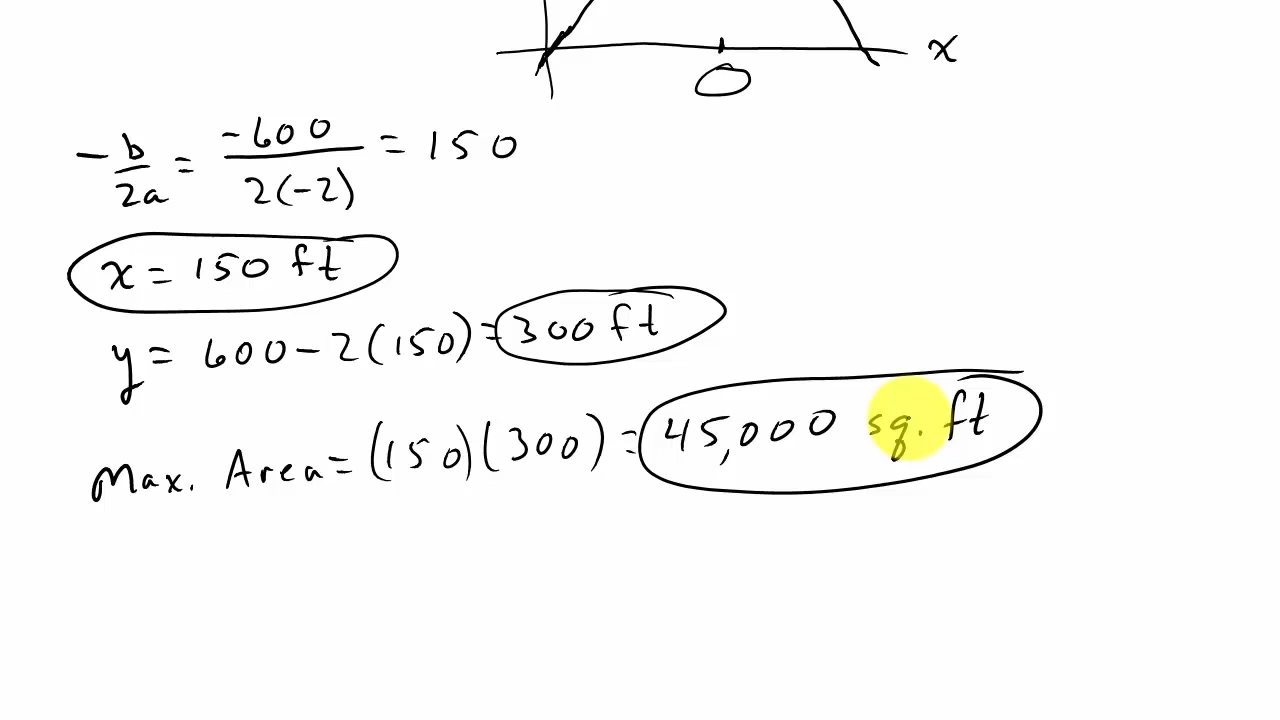 x
0
-b/2a = -600/2(-2) = 150
x = 150 ft
y = 600 - 2(150) = 300 ft
Max. Area = (150)(300) = 45,000 sq. ft